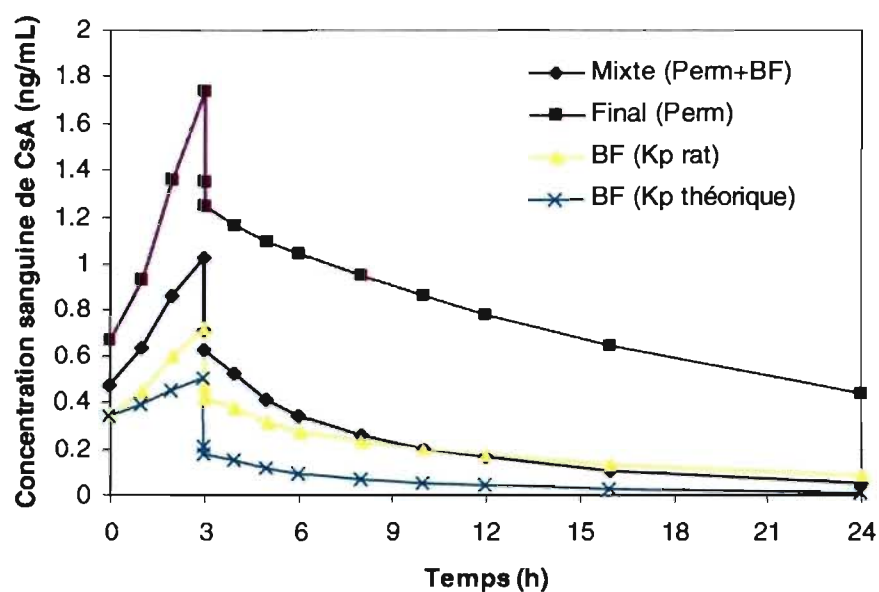 Concentration sanguine de CsA (ng/mL)
2
1.8
1.6
1.4
1.2
1
0.8
0.6
0.4
0.2
0
Mixte (Perm+BF)
Final (Perm)
BF (Kp rat)
BF (Kp théorique)
0 3 6 9 12 15 18 21 24
Temps (h)